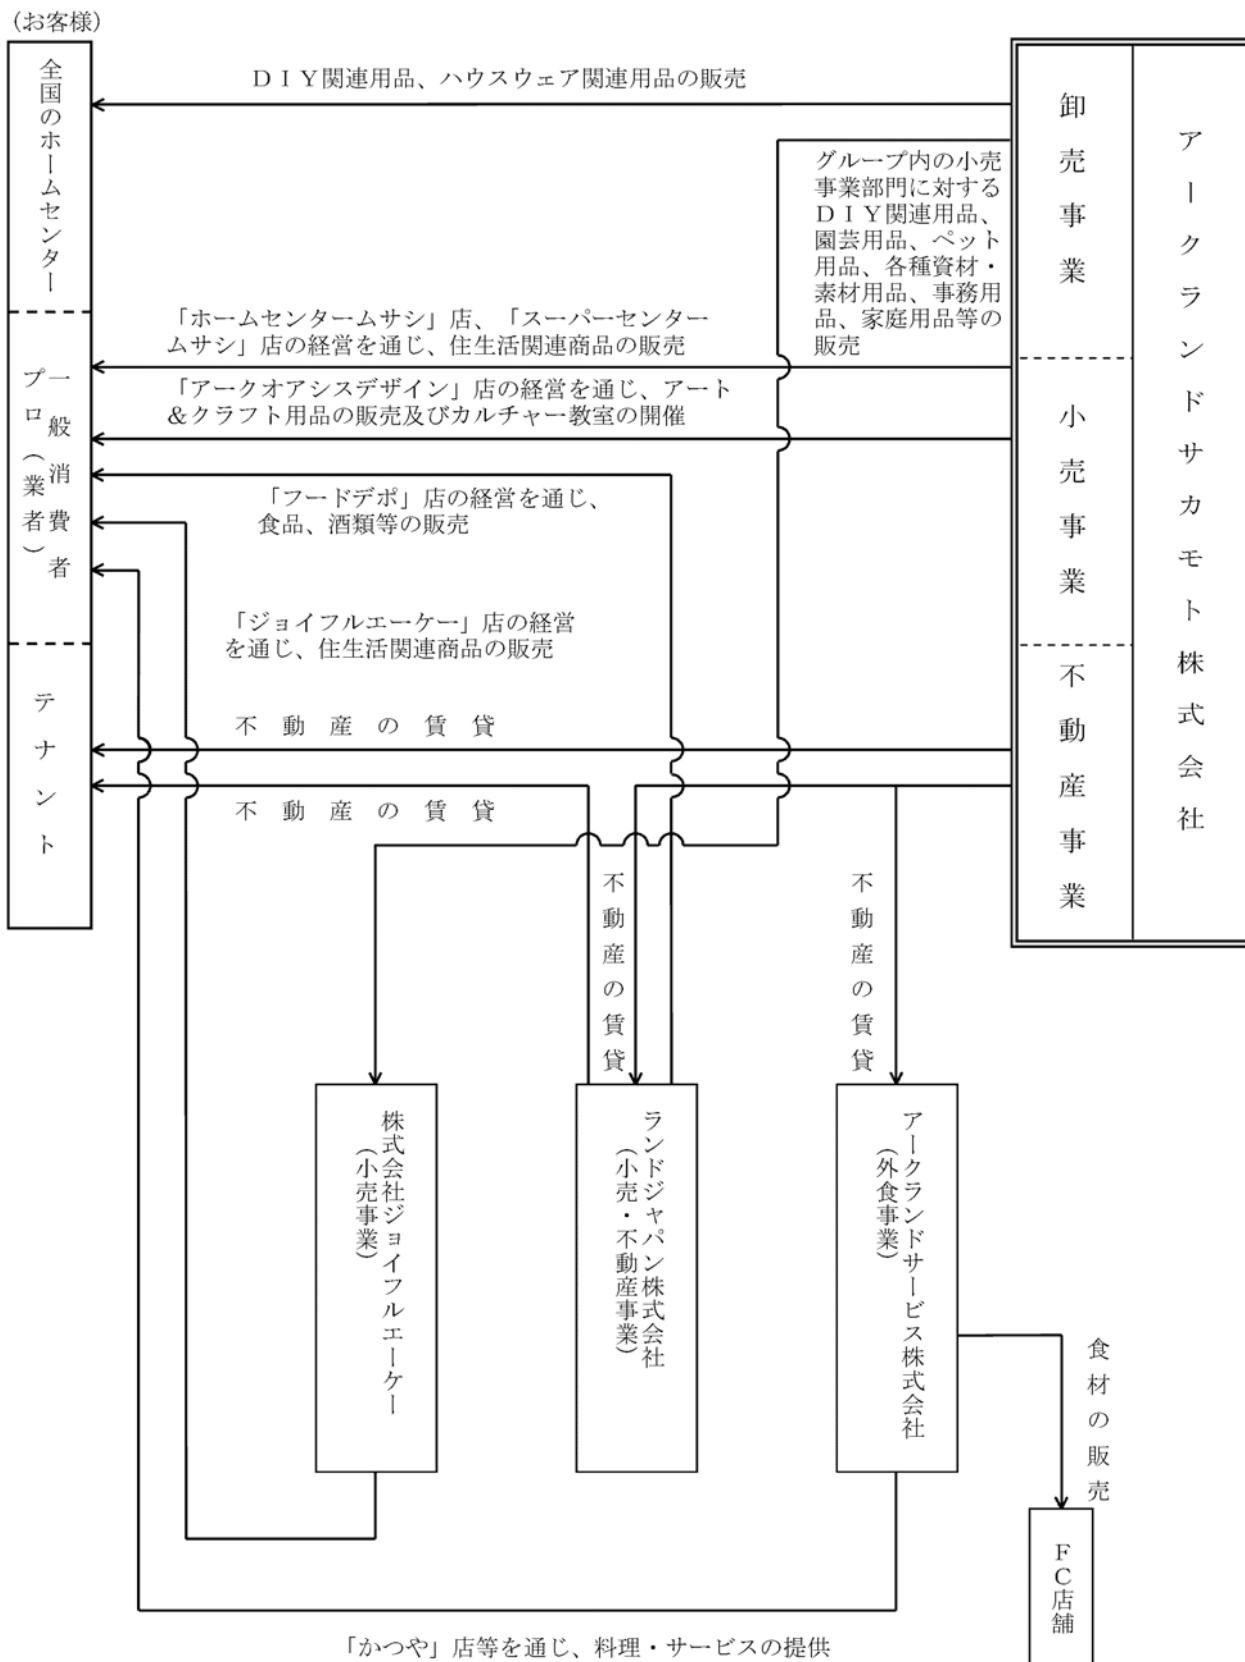 (お客様)
全国のホームセンター
一般消費者
プロ(業者)
テナント
DIY関連用品、ハウスウェア関連用品の販売
グループ内の小売
事業部門に対する
DIY関連用品、
園芸用品、ペット
用品、各種資材・
素材用品、事務用
品、家庭用品等の
販売
「ホームセンタームサシ」店、「スーパーセンター
ムサシ」店の経営を通じ、住生活関連商品の販売
「アークオアシスデザイン」店の経営を通じ、アート
&クラフト用品の販売及びカルチャー教室の開催
「フードデポ」店の経営を通じ、
食品、酒類等の販売
「ジョイフルエーケー」店の経営
を通じ、住生活関連商品の販売
不動産の賃貸
不動産の賃貸
アークランドサカモト株式会社
卸売事業
小売事業
不動産事業
不動産の賃貸
不動産の賃貸
株式会社ジョイフルエーケー
(小売事業)
ランドジャパン株式会社
(小売・不動産事業)
アークランドサービス株式会社
(外食事業)
食材の販売
FC店舗
「かつや」店等を通じ、料理・サービスの提供